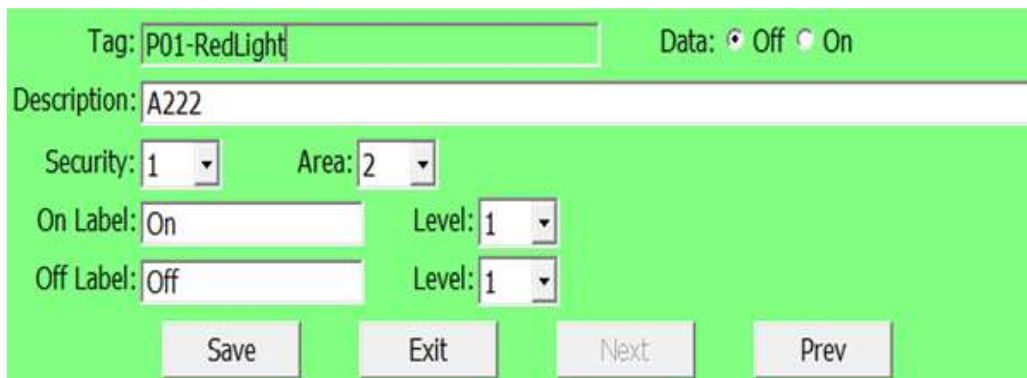 Tag: P01-RedLight Data: Off On
Description: A222
Security: 1 Area: 2
On Label: On Level: 1
Off Label: Off Level: 1
Save Exit Next Prev